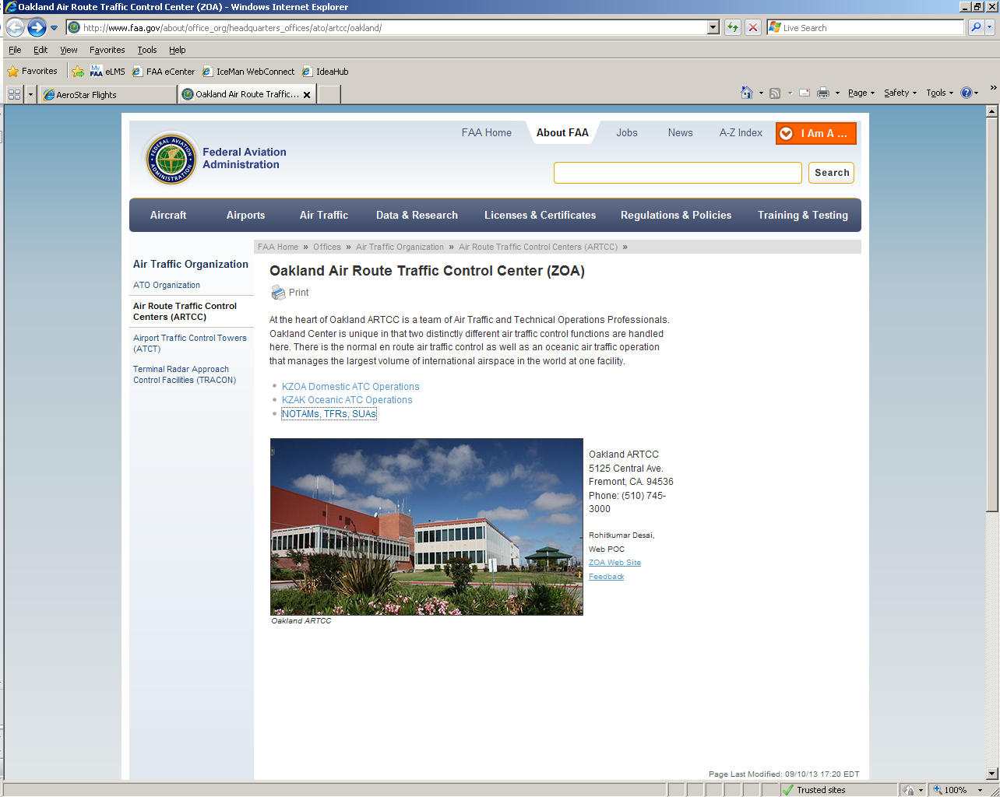 Oakland Air Route Traffic Control Center (ZOA) - Windows Internet Explorer
http://www.faa.gov/about/office_org/headquarters_offices/ato/artcc/oakland/
Live Search
File Edit View Favorites Tools Help
Favorites My FAA eLMS FAA eCenter IceMan WebConnect IdeaHub
AeroStar Flights Oakland Air Route Traffic... Page Safety Tools
FAA Home About FAA Jobs News A-Z Index I Am A ...
Federal Aviation
Administration
Search
Aircraft Airports Air Traffic Data & Research Licenses & Certificates Regulations & Policies Training & Testing
FAA Home » Offices » Air Traffic Organization » Air Route Traffic Control Centers (ARTCC) »
Air Traffic Organization
ATO Organization
Air Route Traffic Control
Centers (ARTCC)
Airport Traffic Control Towers
(ATCT)
Terminal Radar Approach
Control Facilities (TRACON)
Oakland Air Route Traffic Control Center (ZOA)
Print
At the heart of Oakland ARTCC is a team of Air Traffic and Technical Operations Professionals.
Oakland Center is unique in that two distinctly different air traffic control functions are handled
here. There is the normal en route air traffic control as well as an oceanic air traffic operation
that manages the largest volume of international airspace in the world at one facility.
KZOA Domestic ATC Operations
KZAK Oceanic ATC Operations
NOTAMs, TFRs, SUAs
Oakland ARTCC
5125 Central Ave.
Fremont, CA. 94536
Phone: (510) 745-
3000
Rohitkumar Desai,
Web POC
ZOA Web Site
Feedback
Oakland ARTCC
Page Last Modified: 09/10/13 17:20 EDT
Trusted sites 100%